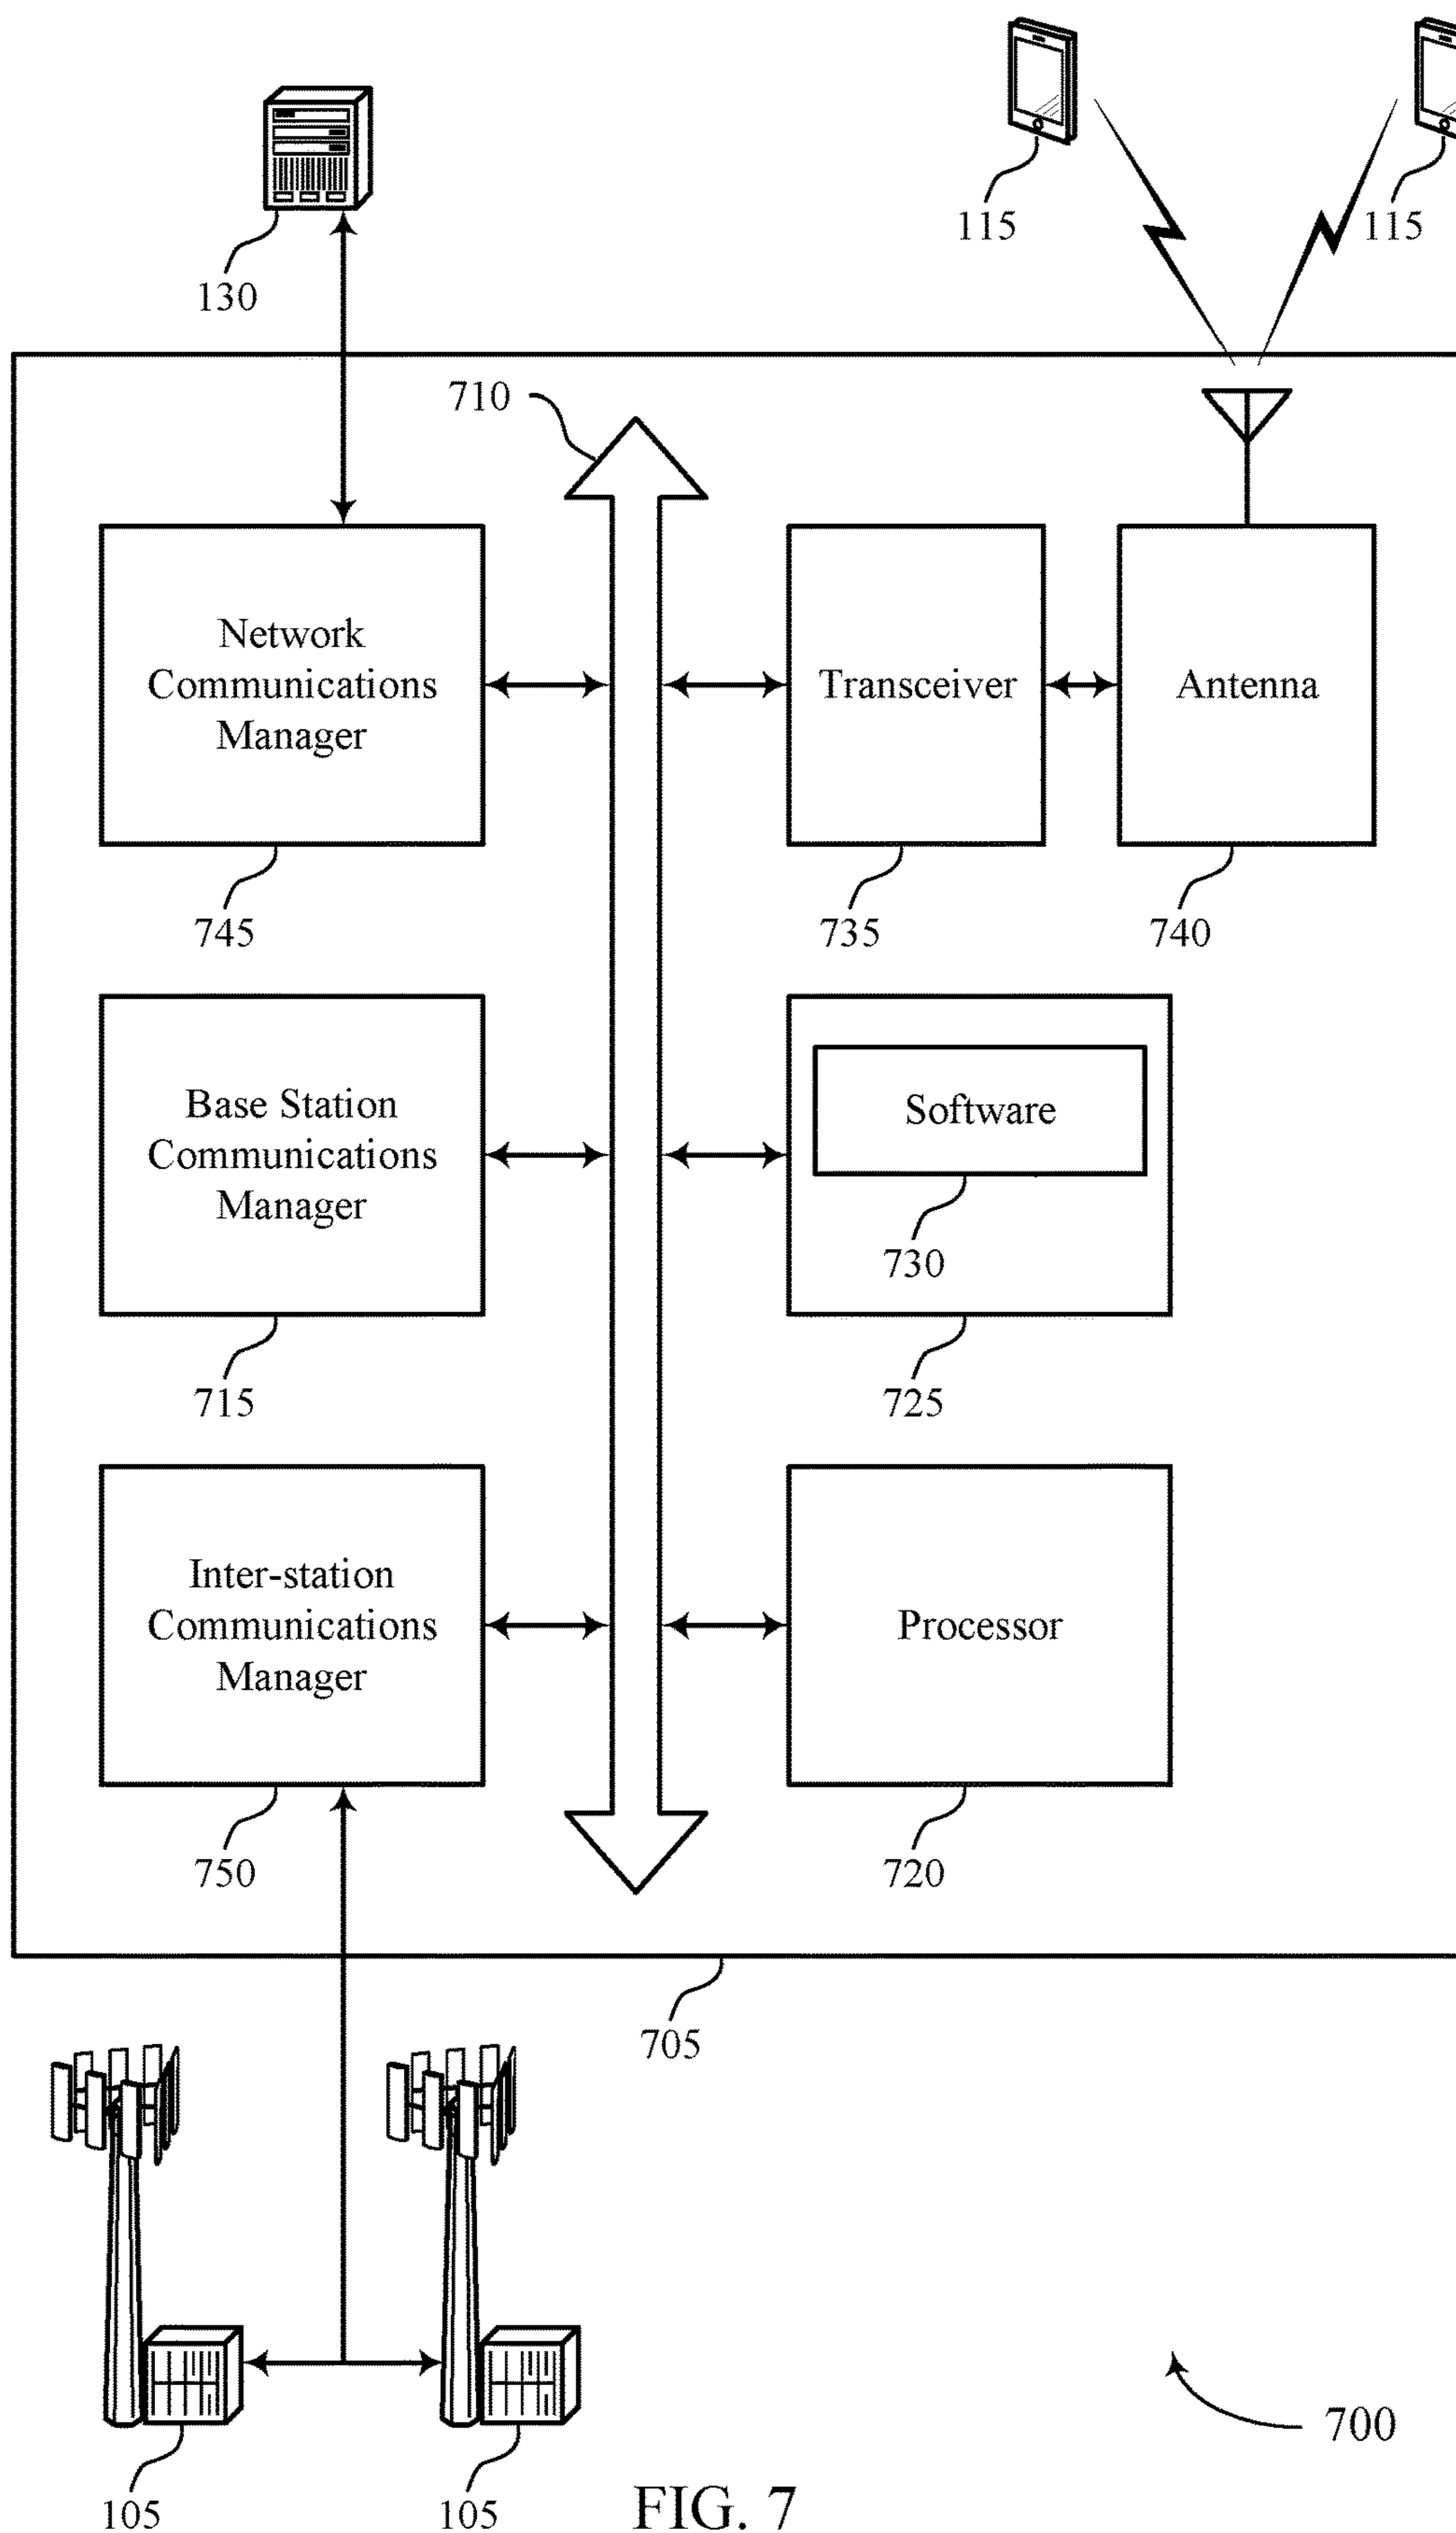 115
115
130
710
Network
Communications
Manager
Transceiver
Antenna
745
735
740
Base Station
Communications
Manager
Software
730
715
725
Inter-station
Communications
Manager
Processor
750
720
705
700
105
105
FIG. 7